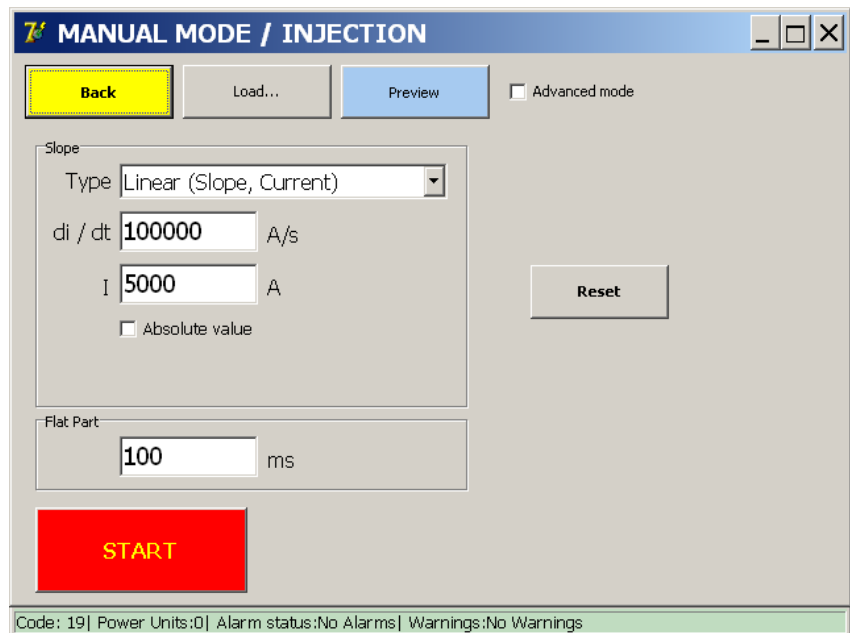 MANUAL MODE / INJECTION
Back Load... Preview Advanced mode
Slope
Type Linear (Slope, Current)
di / dt 100000 A/s
I 5000 A
Reset
Absolute value
Flat Part
100 ms
START
Code: 19| Power Units:0| Alarm status:No Alarms| Warnings:No Warnings